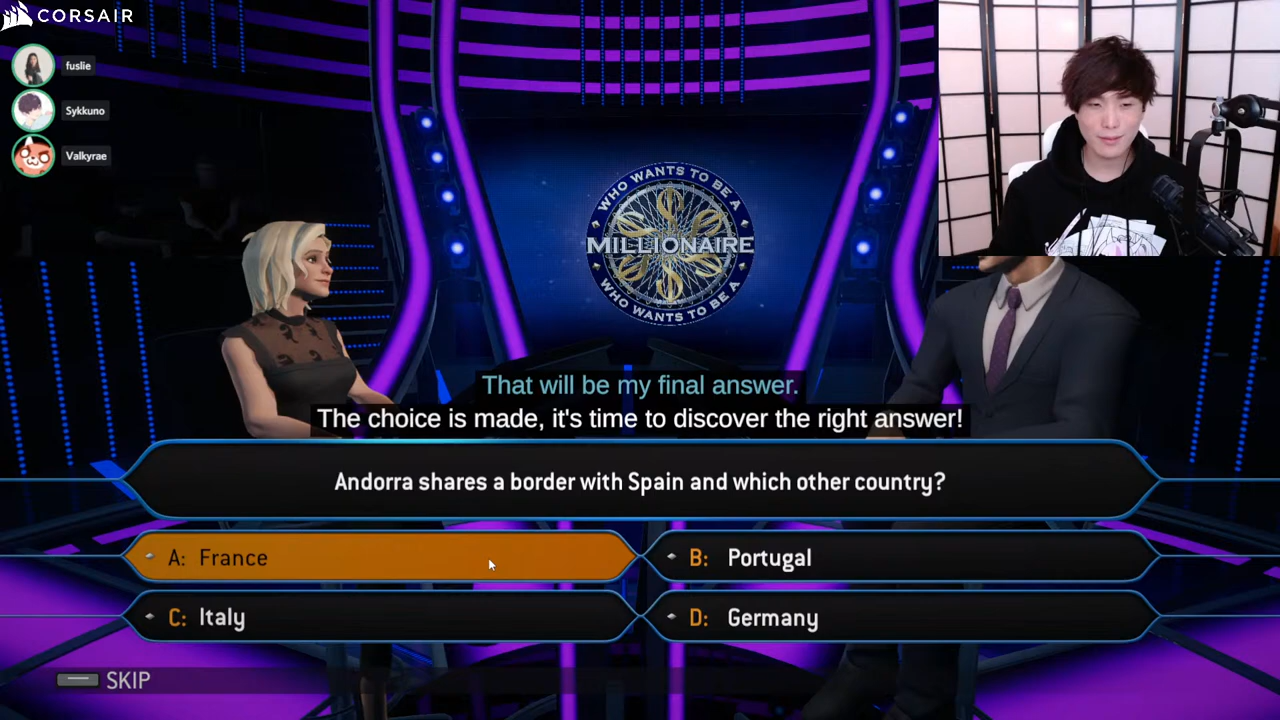 CORSAIR
fuslie
Sykkuno
Valkyrae
WHO WANTS TO BE A
MILLIONAIRE
WHO WANTS TO BE A
That will be my final answer.
The choice is made, it's time to discover the right answer!
Andorra shares a border with Spain and which other country?
A: France
B: Portugal
C: Italy
D: Germany
SKIP